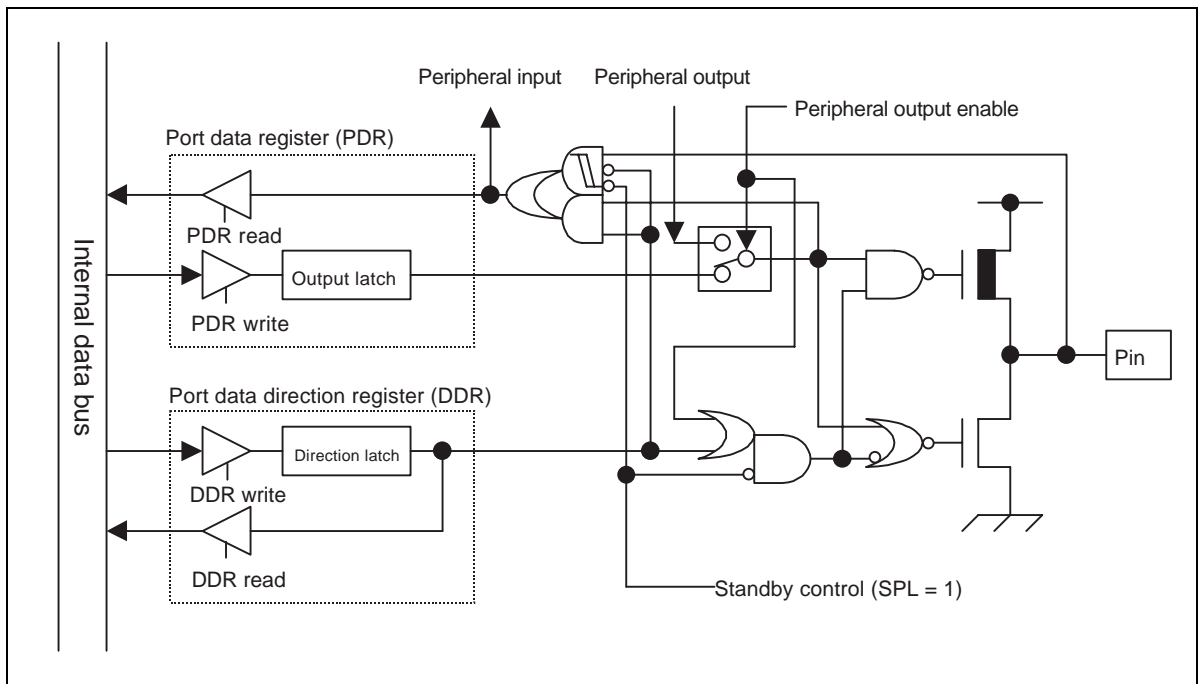 Peripheral input
Peripheral output
Peripheral output enable
Port data register (PDR)
PDR read
Output latch
PDR write
Internal data bus
Pin
Port data direction register (DDR)
Direction latch
DDR write
DDR read
Standby control (SPL = 1)